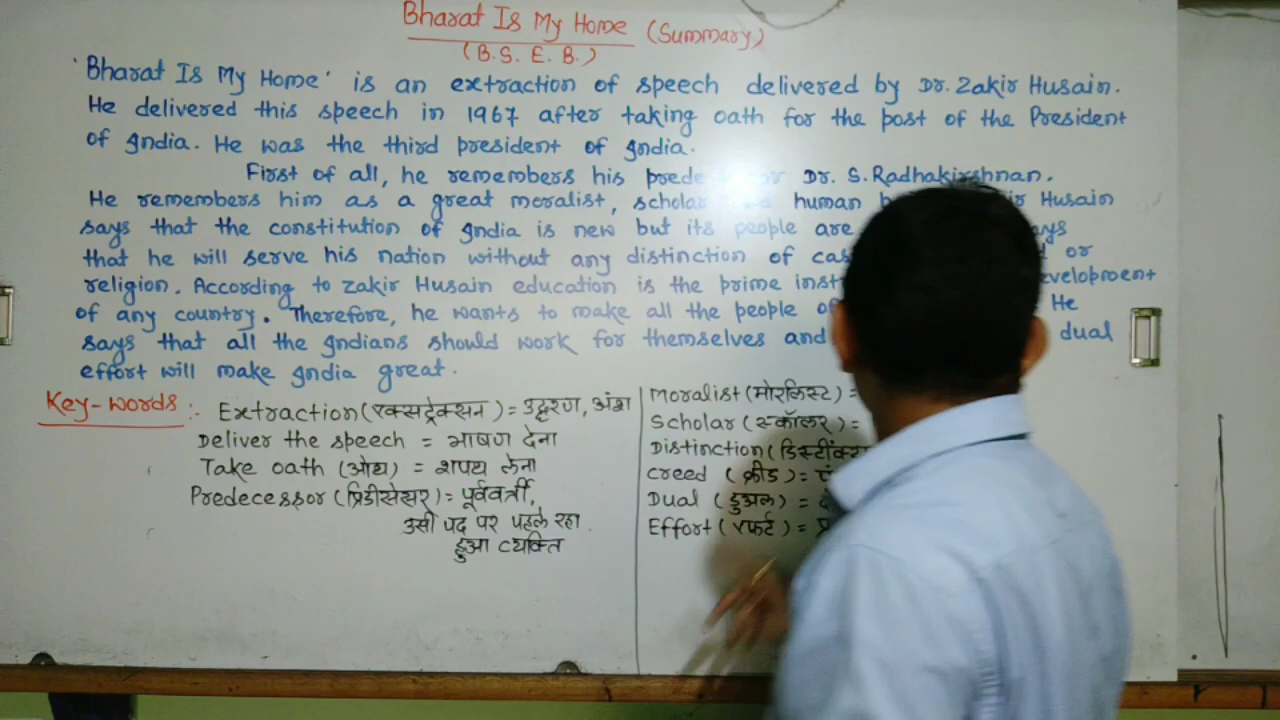 Bharat Is My Home (Summary)
(B. S. E. B.)
'Bharat Is My Home' is an extraction of speech delivered by Dr. Zakir Husain.
He delivered this speech in 1967 after taking oath for the post of the President
of India. He was the third president of India.
First of all, he remembers his Dr. S. Radhakirshnan.
He remembers him as a great moralist, scholar human Husain
says that the constitution of India is new but its people are
that he will serve his nation without any distinction of or
religion. According to Zakir Husain education is the prime
of any country. Therefore, he wants to make all the people He
says that all the Indians should work for themselves and dual
effort will make India great.
Key-words :-
Extraction (एक्सट्रेक्सन) = उद्धरण, अंश
Deliver the speech = भाषण देना
Take oath (ओथ) = शपथ लेना
Predecessor (प्रिडीसेसर) = पूर्ववर्ती,
उसी पद पर पहले रहा
हुआ व्यक्ति
Moralist (मोरलिस्ट) =
Scholar (स्कॉलर) =
Distinction (
Creed (क्रीड) =
Dual (डुअल) =
Effort (एफर्ट) =